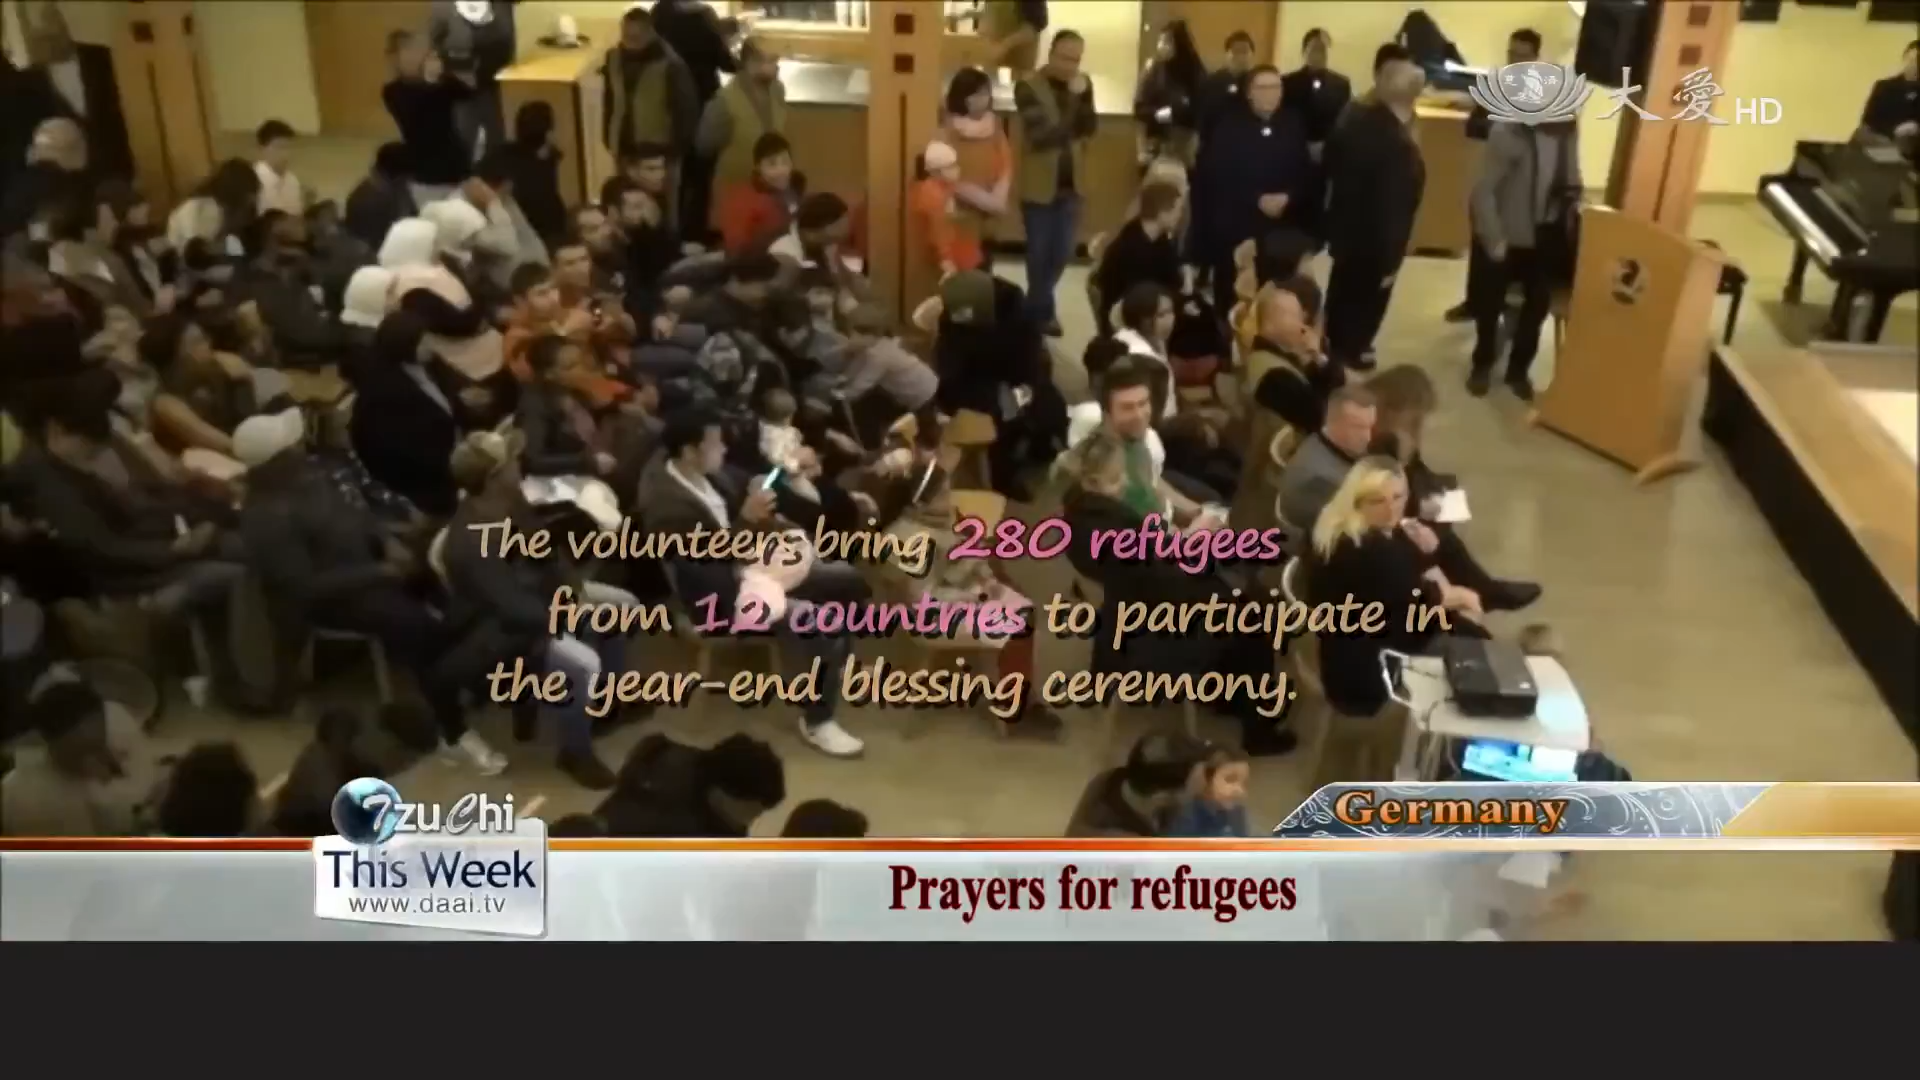 大愛HD
The volunteers bring 280 refugees
from 12 countries to participate in
the year-end blessing ceremony.
Germany
Tzu Chi
This Week
www.daai.tv
Prayers for refugees